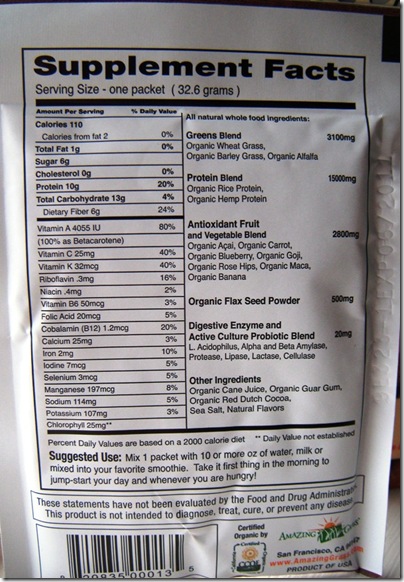 Supplement Facts
Serving Size - one packet ( 32.6 grams )
Amount Per Serving % Daily Value
Calories 110
Calories from fat 2 0%
Total Fat 1g 0%
Sugar 6g
Cholesterol 0g 0%
Protein 10g 20%
Total Carbohydrate 13g 4%
Dietary Fiber 6g 24%
Vitamin A 4055 IU 80%
(100% as Betacarotene)
Vitamin C 25mg 40%
Vitamin K 32mcg 40%
Riboflavin .3mg 16%
Niacin .4mg 2%
Vitamin B6 50mcg 3%
Folic Acid 20mcg 5%
Cobalamin (B12) 1.2mcg 20%
Calcium 25mg 3%
Iron 2mg 10%
Iodine 7mcg 5%
Selenium 3mcg 5%
Manganese 197mcg 8%
Sodium 114mg 5%
Potassium 107mg 3%
Chlorophyll 25mg**
All natural whole food ingredients:
Greens Blend 3100mg
Organic Wheat Grass,
Organic Barley Grass, Organic Alfalfa
Protein Blend 15000mg
Organic Rice Protein,
Organic Hemp Protein
Antioxidant Fruit
and Vegetable Blend 2800mg
Organic Açai, Organic Carrot,
Organic Blueberry, Organic Goji,
Organic Rose Hips, Organic Maca,
Organic Banana
Organic Flax Seed Powder 500mg
Digestive Enzyme and
Active Culture Probiotic Blend 20mg
L. Acidophilus, Alpha and Beta Amylase,
Protease, Lipase, Lactase, Cellulase
Other Ingredients
Organic Cane Juice, Organic Guar Gum,
Organic Red Dutch Cocoa,
Sea Salt, Natural Flavors
Percent Daily Values are based on a 2000 calorie diet ** Daily Value not established
Suggested Use: Mix 1 packet with 10 or more oz of water, milk or
mixed into your favorite smoothie. Take it first thing in the morning to
jump-start your day and whenever you are hungry!
These statements have not been evaluated by the Food and Drug
This product is not intended to diagnose, treat, cure, or prevent any disease.
Certified
Organic by
AMAZING GRASS
San Francisco, CA
www.Amazing
PRODUCT OF USA
00013 5